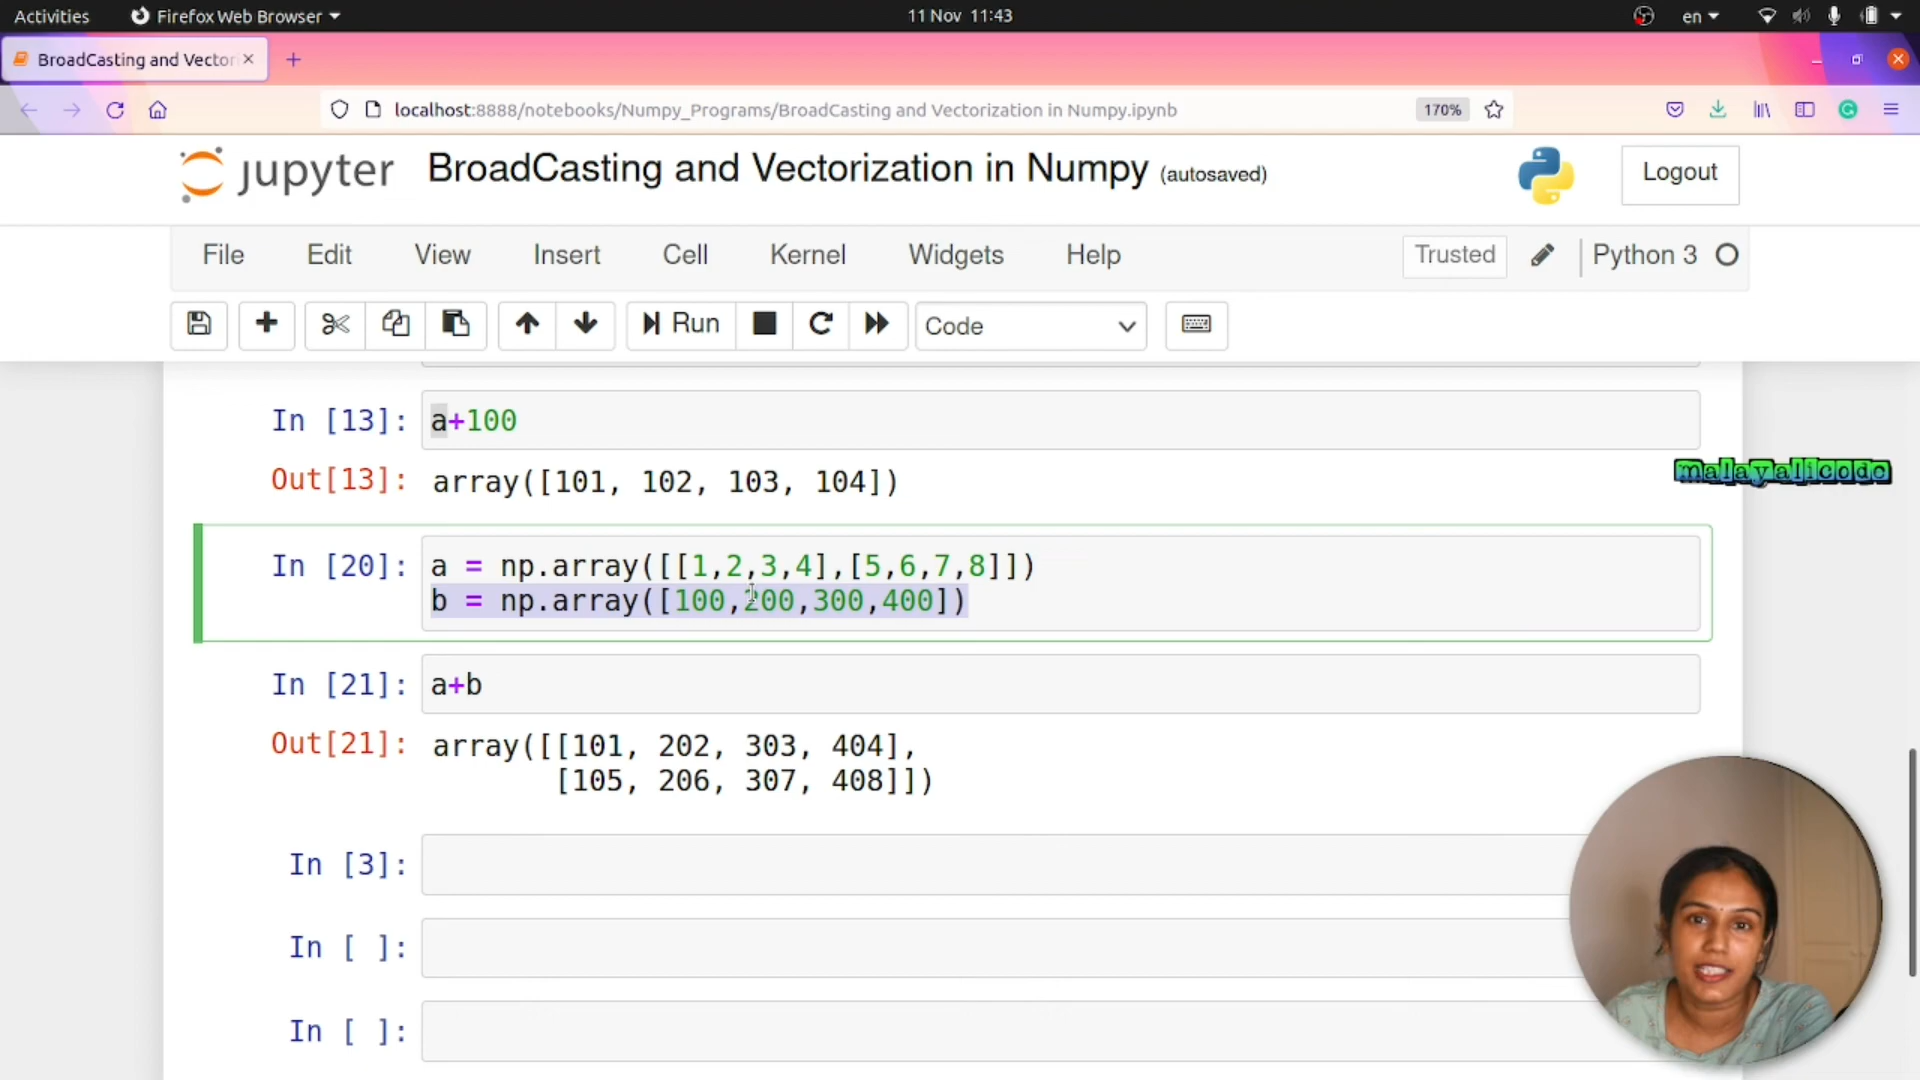 Activities Firefox Web Browser 11 Nov 11:43 en
BroadCasting and Vector
localhost:8888/notebooks/Numpy_Programs/BroadCasting and Vectorization in Numpy.ipynb 170%
jupyter BroadCasting and Vectorization in Numpy (autosaved) Logout
File Edit View Insert Cell Kernel Widgets Help Trusted Python 3
Run Code
In [13]: a+100
Out[13]: array([101, 102, 103, 104])
malayalicode
In [20]: a = np.array([[1,2,3,4],[5,6,7,8]])
b = np.array([100,200,300,400])
In [21]: a+b
Out[21]: array([[101, 202, 303, 404],
[105, 206, 307, 408]])
In [3]:
In [ ]:
In [ ]: